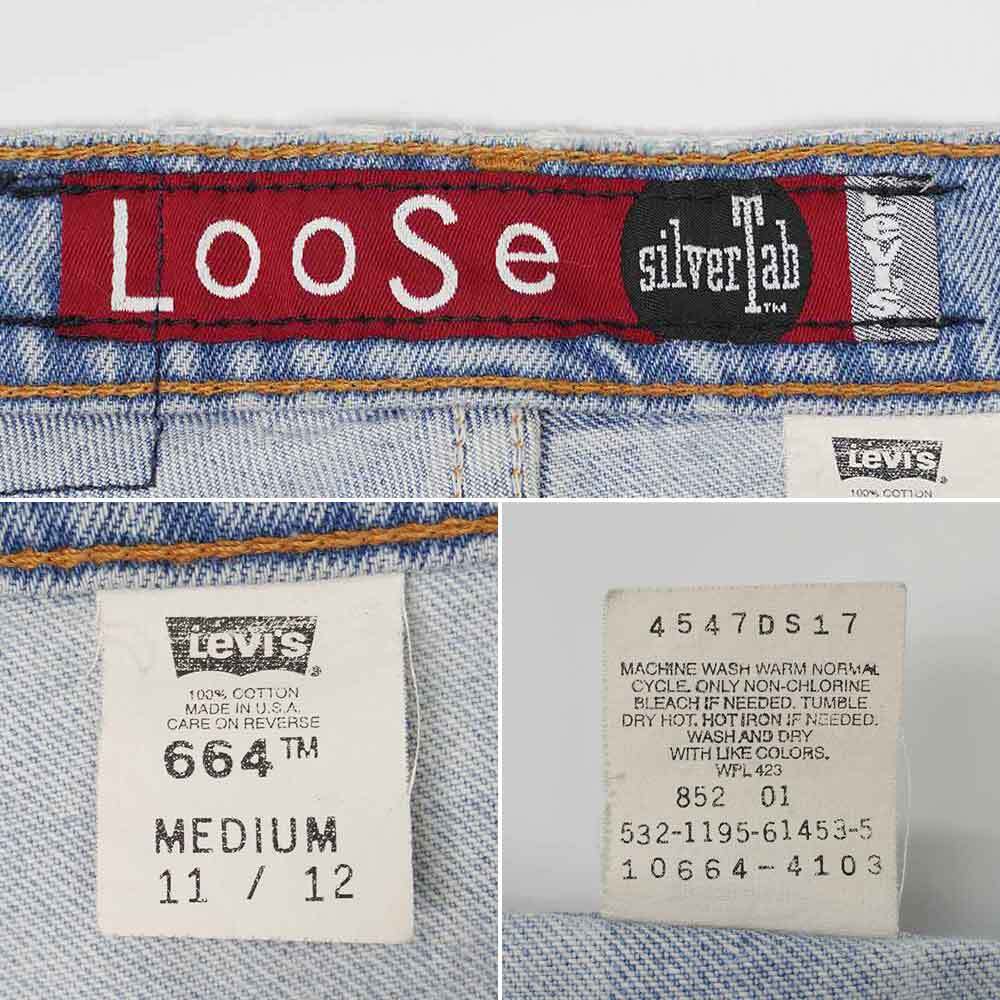 LooSe
silverTab™
Levi's
Levi's®
100% COTTON
Levi's®
100% COTTON
MADE IN U.S.A.
CARE ON REVERSE
664™
MEDIUM
11 / 12
4547DS17
MACHINE WASH WARM NORMAL
CYCLE. ONLY NON-CHLORINE
BLEACH IF NEEDED. TUMBLE
DRY HOT. HOT IRON IF NEEDED.
WASH AND DRY
WITH LIKE COLORS.
WPL 423
852 01
532-1195-61453-5
10664-4103